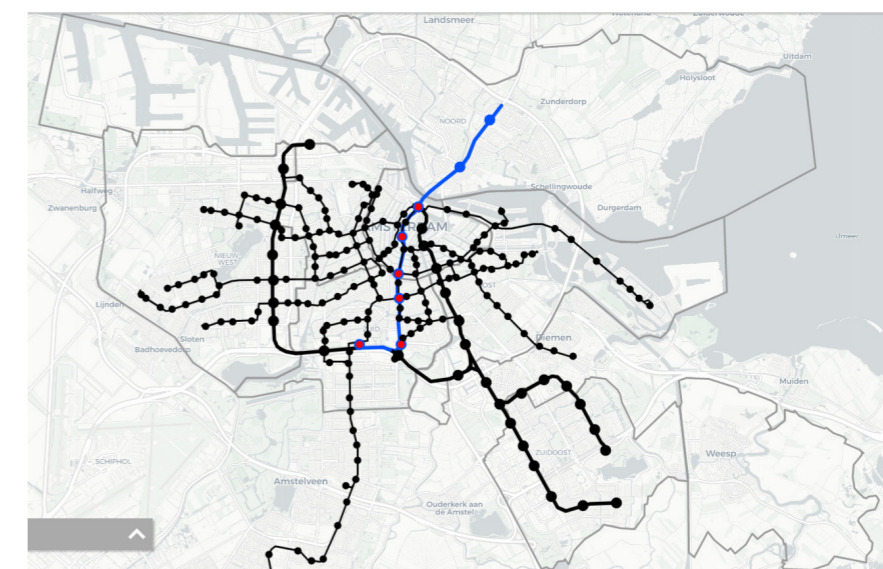 Landsmeer
Uitdam
Holysloot
Zunderdorp
NOORD
Schellingwoude
Halfweg
Zwanenburg
Durgerdam
IJmeer
NIEUW-
WEST
Lijnden
Sloten
Badhoevedorp
Diemen
Muiden
SCHIPHOL
ZUIDOOST
Weesp
Amstelveen
Ouderkerk aan
de Amstel